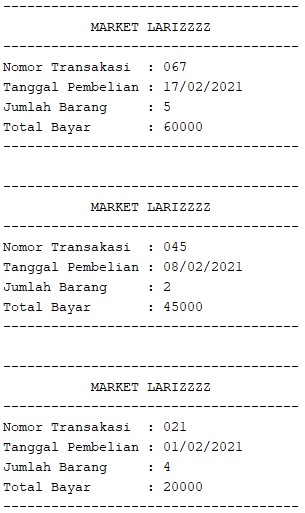 -------------------------------------
MARKET LARIZZZZ
-------------------------------------
Nomor Transakasi : 067
Tanggal Pembelian : 17/02/2021
Jumlah Barang : 5
Total Bayar : 60000
-------------------------------------
-------------------------------------
MARKET LARIZZZZ
-------------------------------------
Nomor Transakasi : 045
Tanggal Pembelian : 08/02/2021
Jumlah Barang : 2
Total Bayar : 45000
-------------------------------------
-------------------------------------
MARKET LARIZZZZ
-------------------------------------
Nomor Transakasi : 021
Tanggal Pembelian : 01/02/2021
Jumlah Barang : 4
Total Bayar : 20000
-------------------------------------